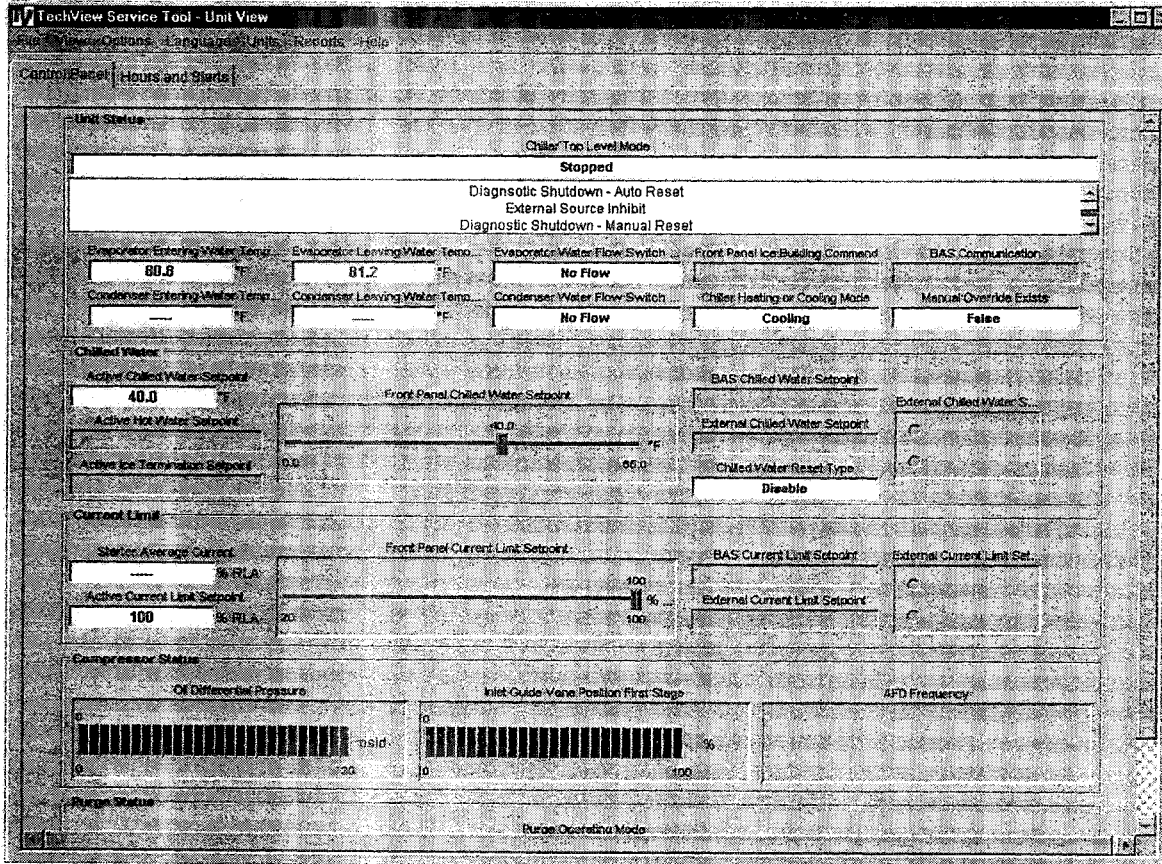 TechView Service Tool - Unit View
File View Options Language Units Reports Help
Control Panel Hours and Starts
Unit Status
Chiller Top Level Mode
Stopped
Diagnsotic Shutdown - Auto Reset
External Source Inhibit
Diagnostic Shutdown - Manual Reset
Evaporator Entering Water Temp... Evaporator Leaving Water Temp... Evaporator Water Flow Switch ... Front Panel Ice Building Command BAS Communication
°F 81.2 °F No Flow
Condenser Entering Water Temp... Condenser Leaving Water Temp... Condenser Water Flow Switch ... Chiller Heating or Cooling Mode Manual Override Exists
----- °F ----- °F No Flow Cooling False
Chilled Water
Active Chilled Water Setpoint Front Panel Chilled Water Setpoint BAS Chilled Water Setpoint External Chilled Water S...
40.0 °F
Active Hot Water Setpoint 40.0 External Chilled Water Setpoint
°F
Active Ice Termination Setpoint 0.0 65.0 Chilled Water Reset Type
Disable
Current Limit
Starter Average Current Front Panel Current Limit Setpoint BAS Current Limit Setpoint External Current Limit Set...
----- % RLA 100
Active Current Limit Setpoint % ... External Current Limit Setpoint
100 % RLA 20 100
Compressor Status
Oil Differential Pressure Inlet Guide Vane Position First Stage AFD Frequency
0 0
psid %
0 20 0 100
Purge Status
Purge Operating Mode